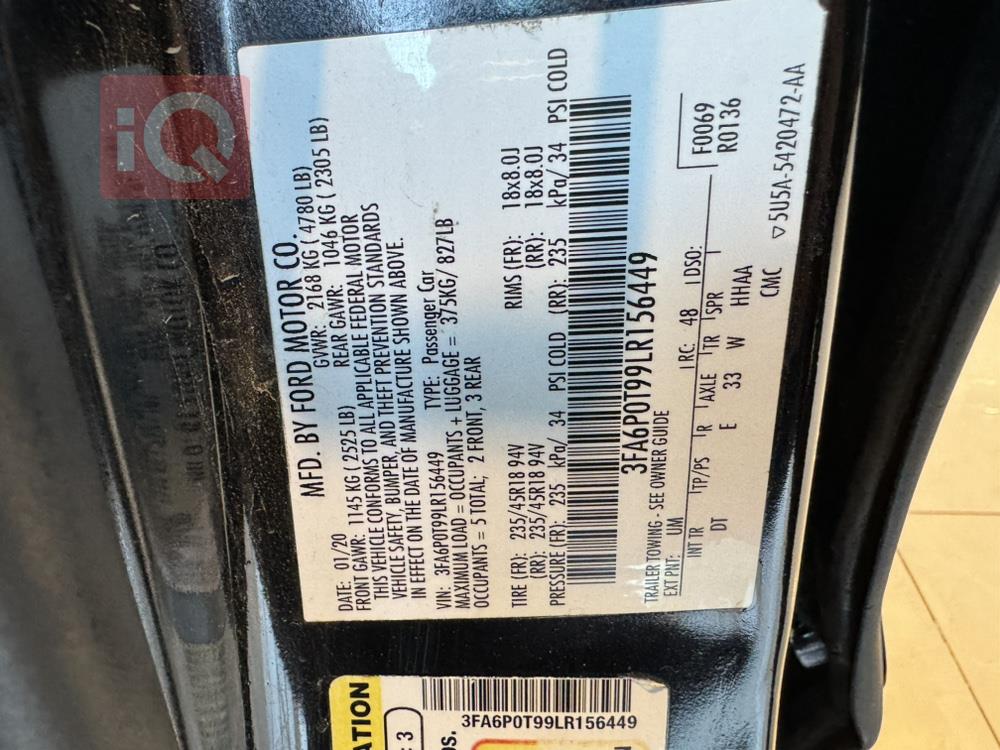 iQ
MFD. BY FORD MOTOR CO.
DATE: 01/20 GVWR: 2168 KG ( 4780 LB)
FRONT GAWR: 1145 KG ( 2525 LB) REAR GAWR: 1046 KG ( 2305 LB)
THIS VEHICLE CONFORMS TO ALL APPLICABLE FEDERAL MOTOR
VEHICLE SAFETY, BUMPER, AND THEFT PREVENTION STANDARDS
IN EFFECT ON THE DATE OF MANUFACTURE SHOWN ABOVE.
VIN: 3FA6P0T99LR156449 TYPE: Passenger Car
MAXIMUM LOAD = OCCUPANTS + LUGGAGE = 375KG/ 827LB
OCCUPANTS = 5 TOTAL; 2 FRONT, 3 REAR
TIRE (FR): 235/45R18 94V RIMS (FR): 18x8.0J
(RR): 235/45R18 94V (RR): 18x8.0J
PRESSURE (FR): 235 kPa/ 34 PSI COLD (RR): 235 kPa/ 34 PSI COLD
3FA6P0T99LR156449
TRAILER TOWING - SEE OWNER GUIDE
EXT PNT: UM RC: 48 DSO: F0069
R0136
INT TR TP/PS R AXLE TR SPR
DT E 33 W HHAA
CMC
▽5U5A-5420472-AA
ATION
: 3
3FA6P0T99LR156449